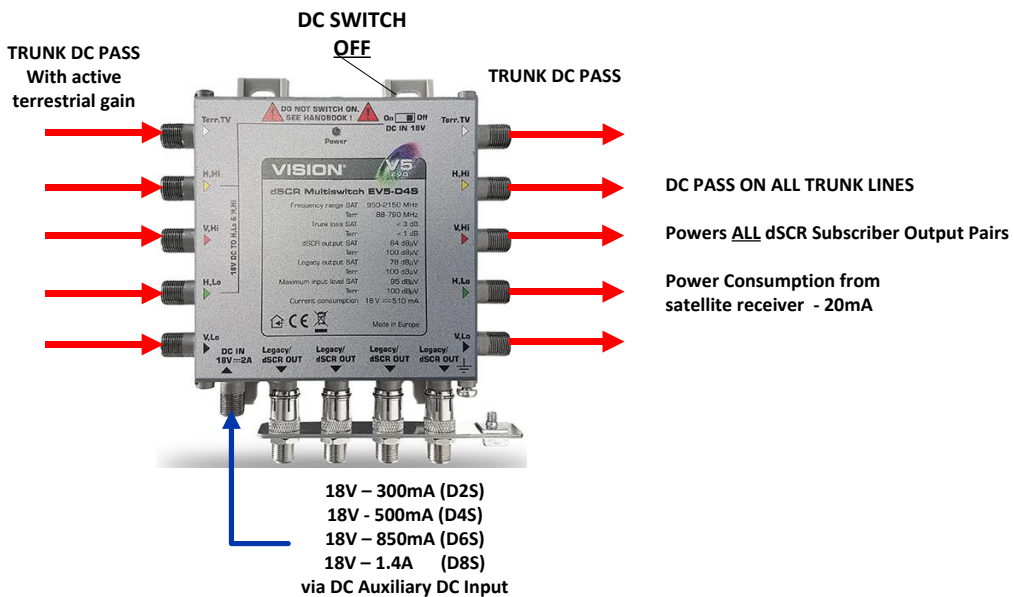 DC SWITCH
OFF
TRUNK DC PASS
With active
terrestrial gain
TRUNK DC PASS
DO NOT SWITCH ON.
SEE HANDBOOK !
On Off
DC IN 18V
Power
Terr.TV
Terr.TV
H,Hi
H,Hi
V,Hi
V,Hi
H,Lo
H,Lo
V,Lo
V,Lo
18V DC TO H,Lo & H,Hi
VISION
V5
evo
dSCR Multiswitch EV5-D4S
Frequency range SAT 950-2150 MHz
Terr 88-790 MHz
Trunk loss SAT < 3 dB
Terr < 1 dB
dSCR output SAT 84 dBµV
Terr 100 dBµV
Legacy output SAT 78 dBµV
Terr 100 dBµV
Maximum input level SAT 95 dBµV
Terr 100 dBµV
Current consumption 18 V ⎓ 510 mA
CE
Made in Europe
DC IN
18V⎓2A
Legacy/
dSCR OUT
Legacy/
dSCR OUT
Legacy/
dSCR OUT
Legacy/
dSCR OUT
DC PASS ON ALL TRUNK LINES
Powers ALL dSCR Subscriber Output Pairs
Power Consumption from
satellite receiver - 20mA
18V – 300mA (D2S)
18V - 500mA (D4S)
18V – 850mA (D6S)
18V – 1.4A (D8S)
via DC Auxiliary DC Input